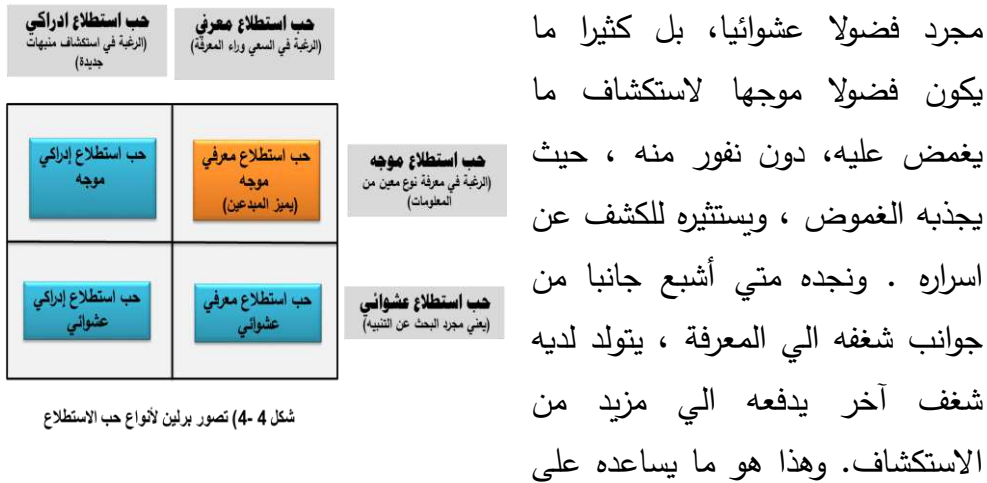 مجرد فضولا عشوائيا، بل كثيرا ما
يكون فضولا موجها لاستكشاف ما
يغمض عليه، دون نفور منه ، حيث
يجذبه الغموض ، ويستثيره للكشف عن
اسراره . ونجده متي أشبع جانبا من
جوانب شغفه الي المعرفة ، يتولد لديه
شغف آخر يدفعه الي مزيد من
الاستكشاف. وهذا هو ما يساعده على
حب استطلاع معرفي
(الرغبة في السعي وراء المعرفة)
حب استطلاع ادراكي
(الرغبة في استكشاف منبهات
جديدة)
حب استطلاع موجه
(الرغبة في معرفة نوع معين من
المعلومات)
حب استطلاع معرفي
موجه
(يميز المبدعين)
حب استطلاع إدراكي
موجه
حب استطلاع عشوائي
(يعني مجرد البحث عن التنبيه)
حب استطلاع معرفي
عشوائي
حب استطلاع إدراكي
عشوائي
شكل 4 -4) تصور برلين لأنواع حب الاستطلاع